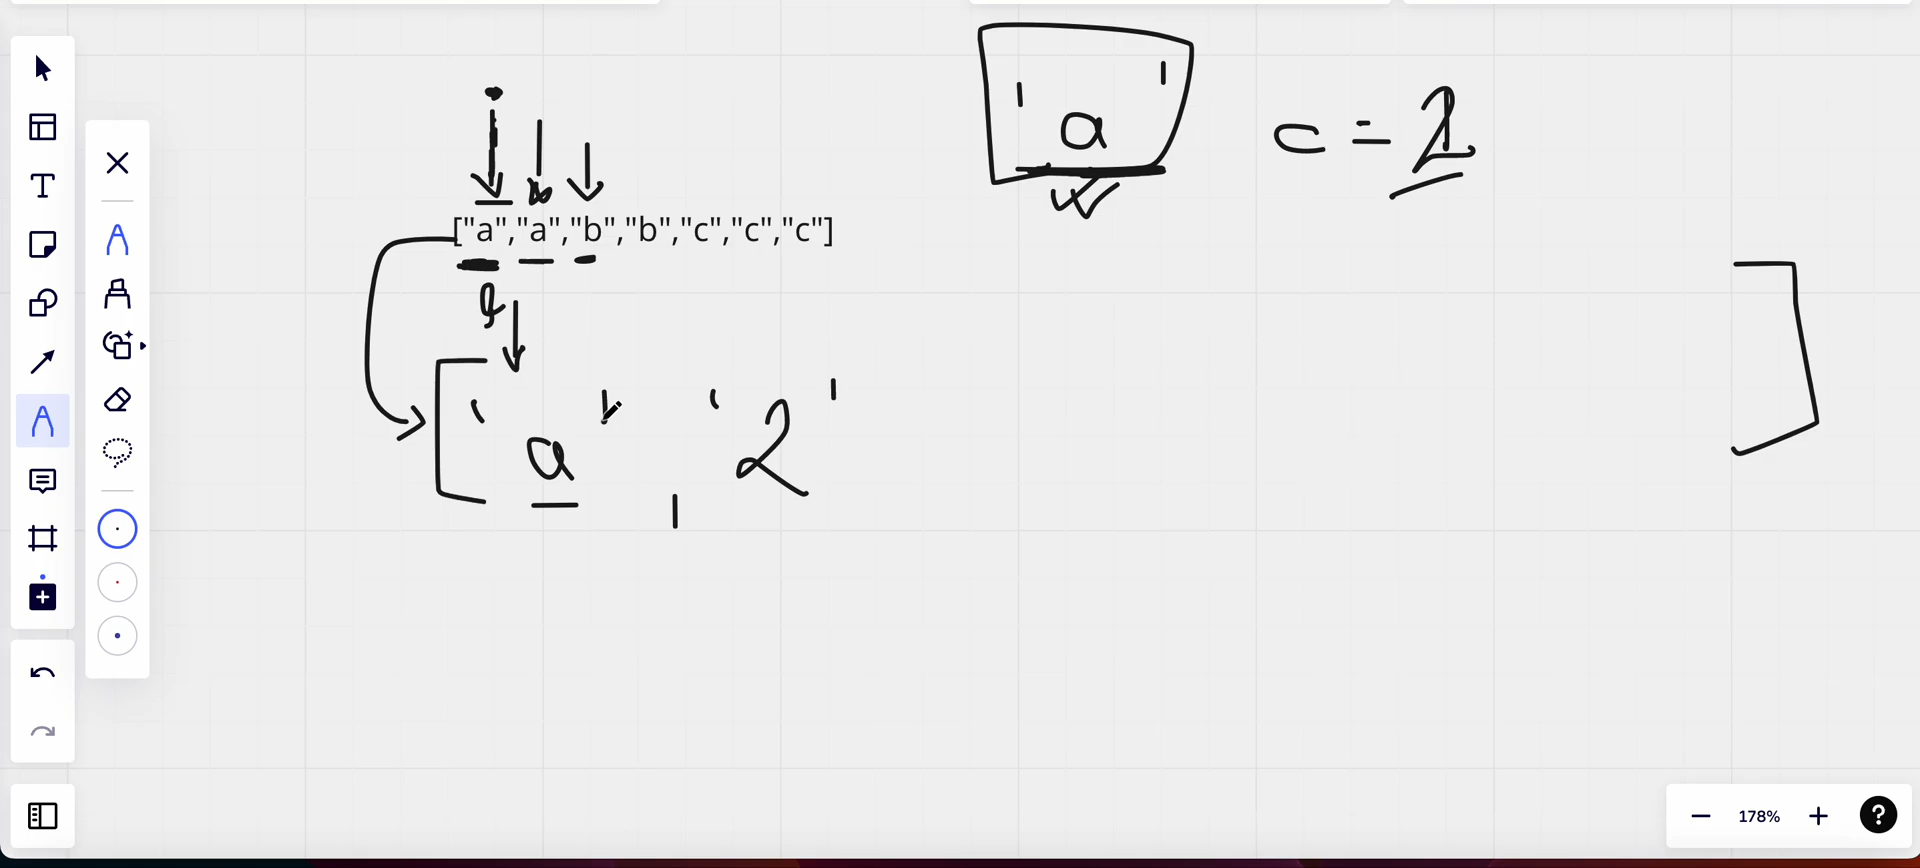 'a' c = 2
["a","a","b","b","c","c","c"]
[ 'a' , '2' ]
178%